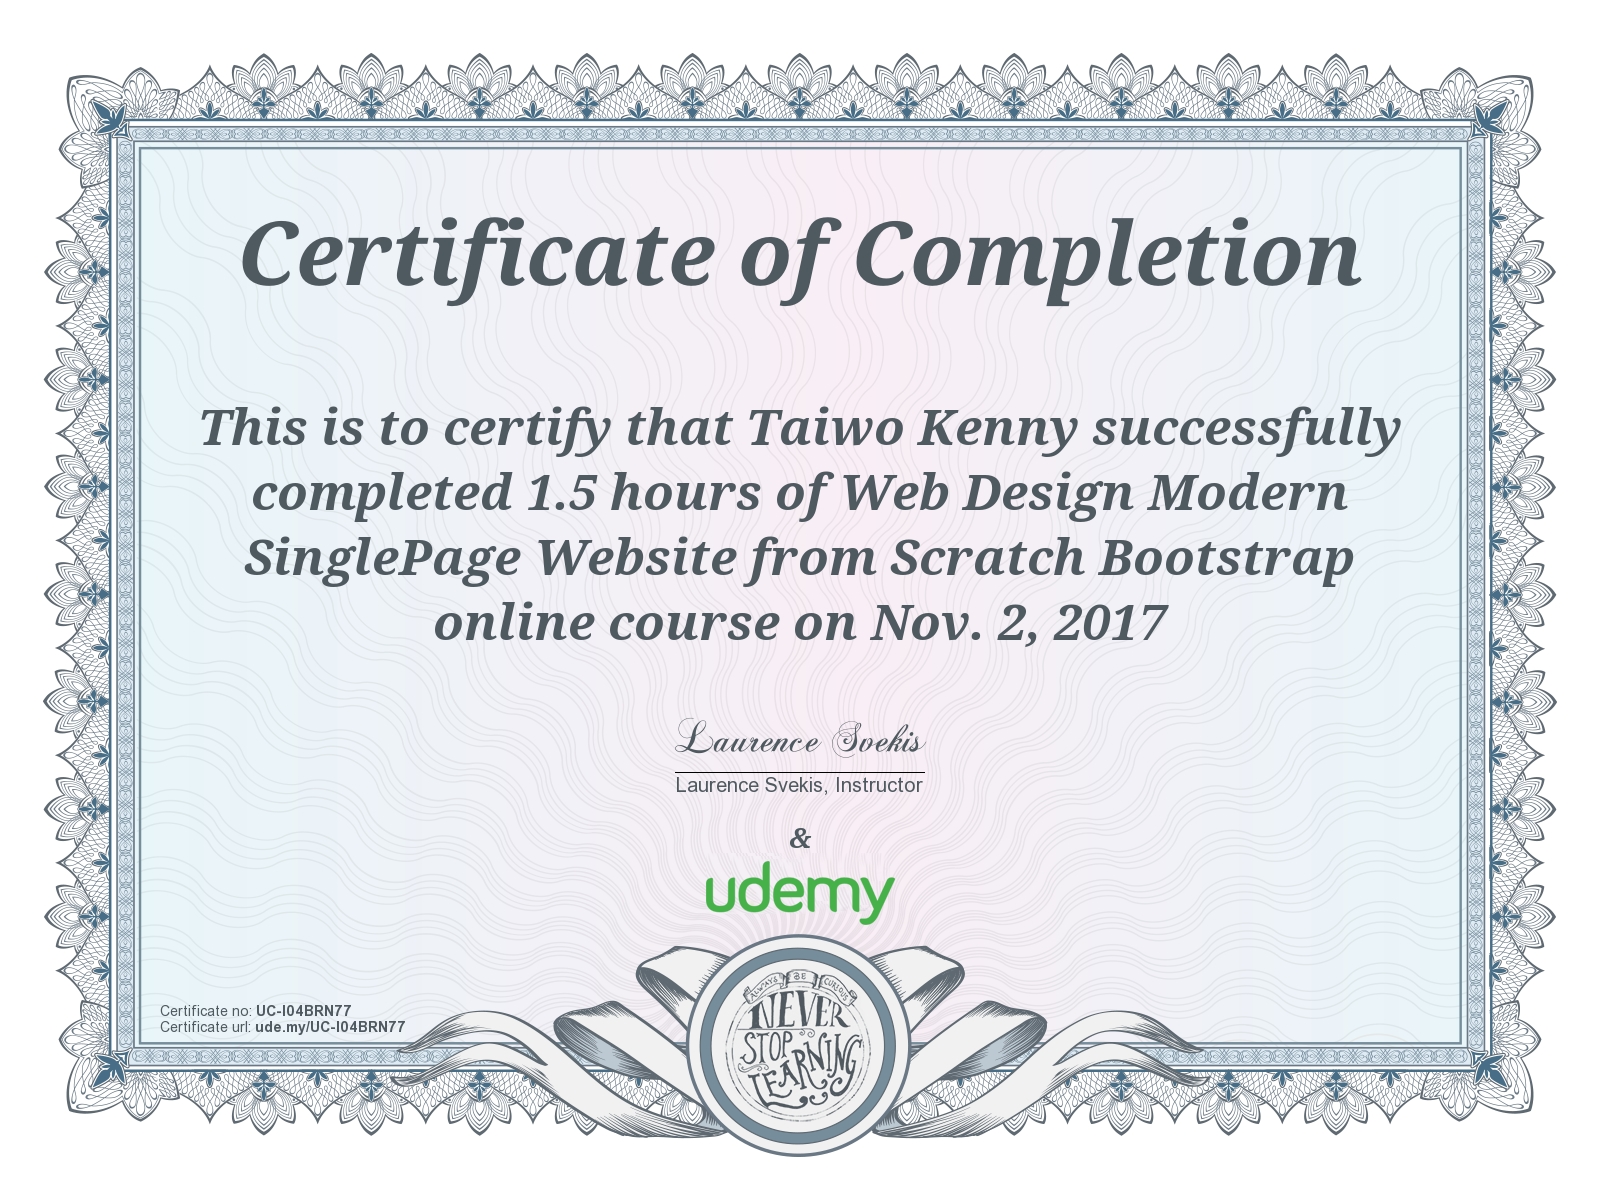 Certificate of Completion
This is to certify that Taiwo Kenny successfully
completed 1.5 hours of Web Design Modern
SinglePage Website from Scratch Bootstrap
online course on Nov. 2, 2017
Laurence Svekis
Laurence Svekis, Instructor
&
udemy
Certificate no: UC-I04BRN77
Certificate url: ude.my/UC-I04BRN77
ALWAYS BE CURIOUS
NEVER
STOP
LEARNING